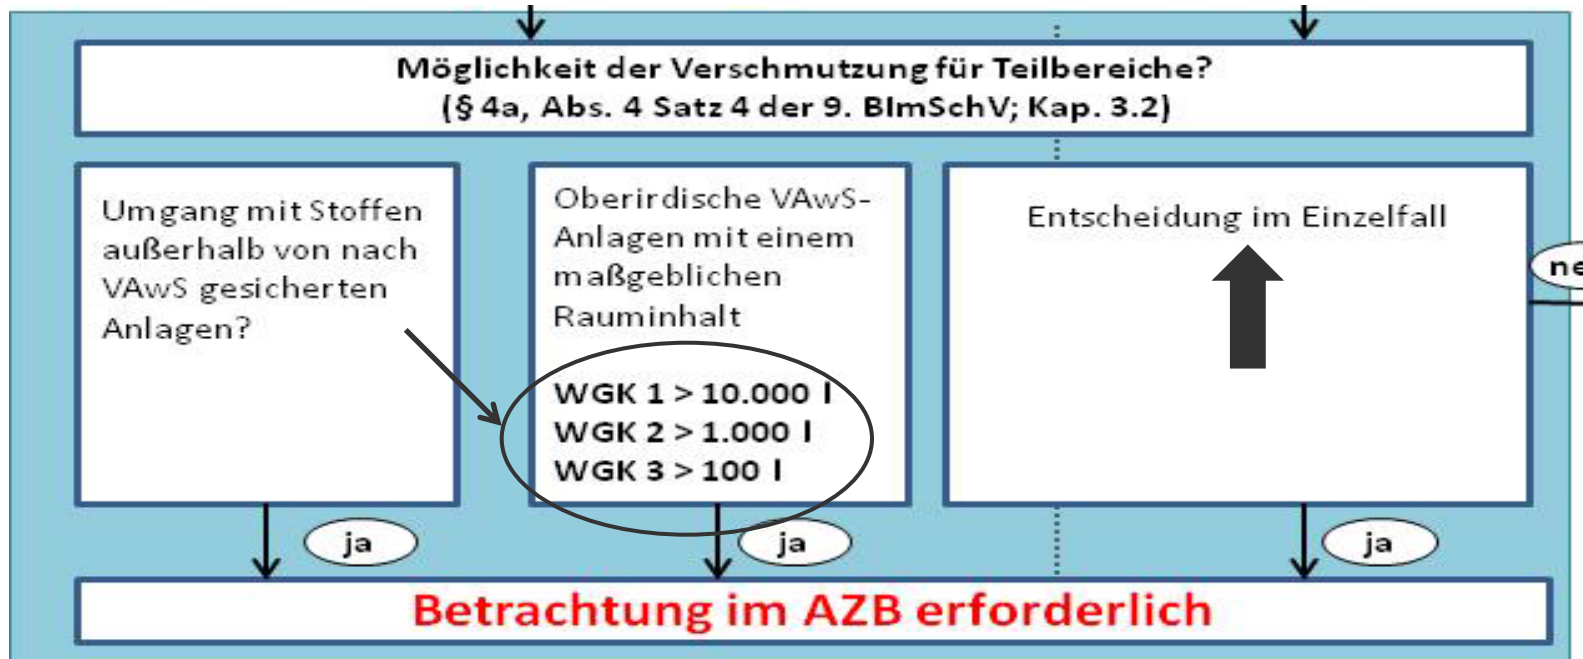 Möglichkeit der Verschmutzung für Teilbereiche?
(§ 4a, Abs. 4 Satz 4 der 9. BImSchV; Kap. 3.2)
Umgang mit Stoffen
außerhalb von nach
VAwS gesicherten
Anlagen?
Oberirdische VAwS-
Anlagen mit einem
maßgeblichen
Rauminhalt
WGK 1 > 10.000 l
WGK 2 > 1.000 l
WGK 3 > 100 l
Entscheidung im Einzelfall
ja
ja
ja
Betrachtung im AZB erforderlich